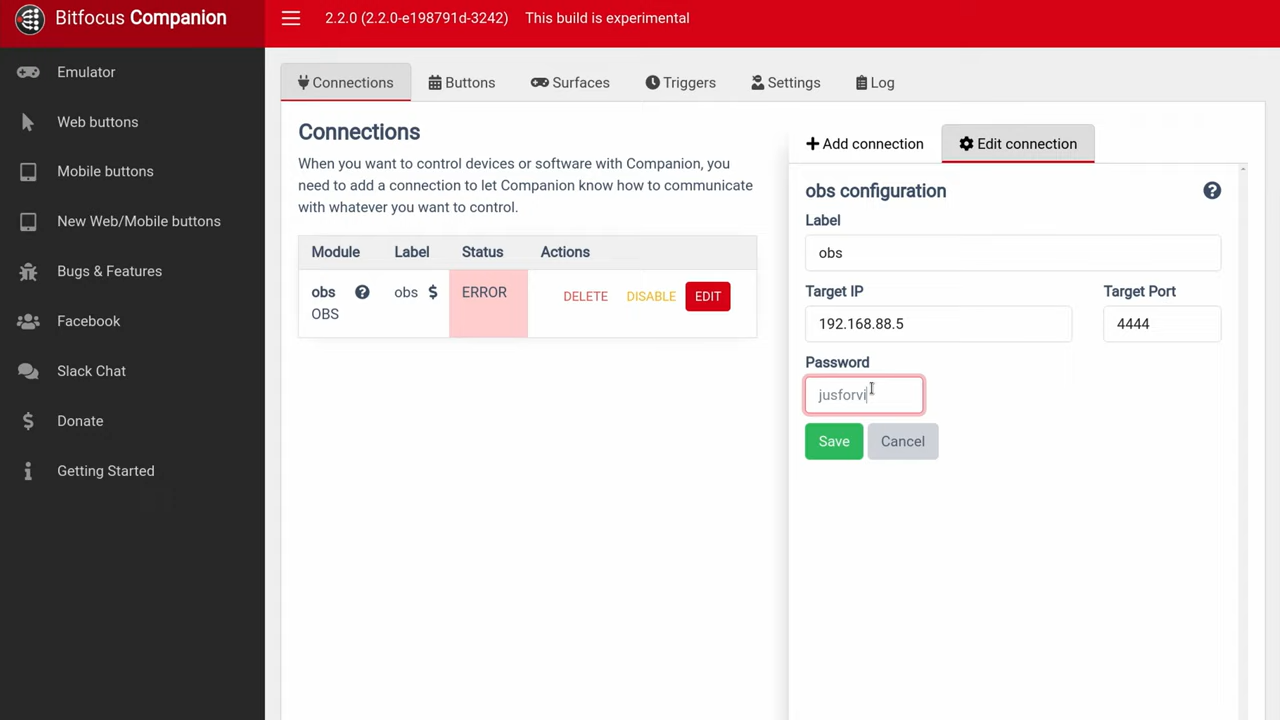 Bitfocus Companion
2.2.0 (2.2.0-e198791d-3242) This build is experimental
Emulator
Web buttons
Mobile buttons
New Web/Mobile buttons
Bugs & Features
Facebook
Slack Chat
Donate
Getting Started
Connections Buttons Surfaces Triggers Settings Log
Connections
When you want to control devices or software with Companion, you
need to add a connection to let Companion know how to communicate
with whatever you want to control.
Module Label Status Actions
obs obs $ ERROR DELETE DISABLE EDIT
OBS
Add connection Edit connection
obs configuration
Label
obs
Target IP Target Port
192.168.88.5 4444
Password
jusforvi
Save Cancel